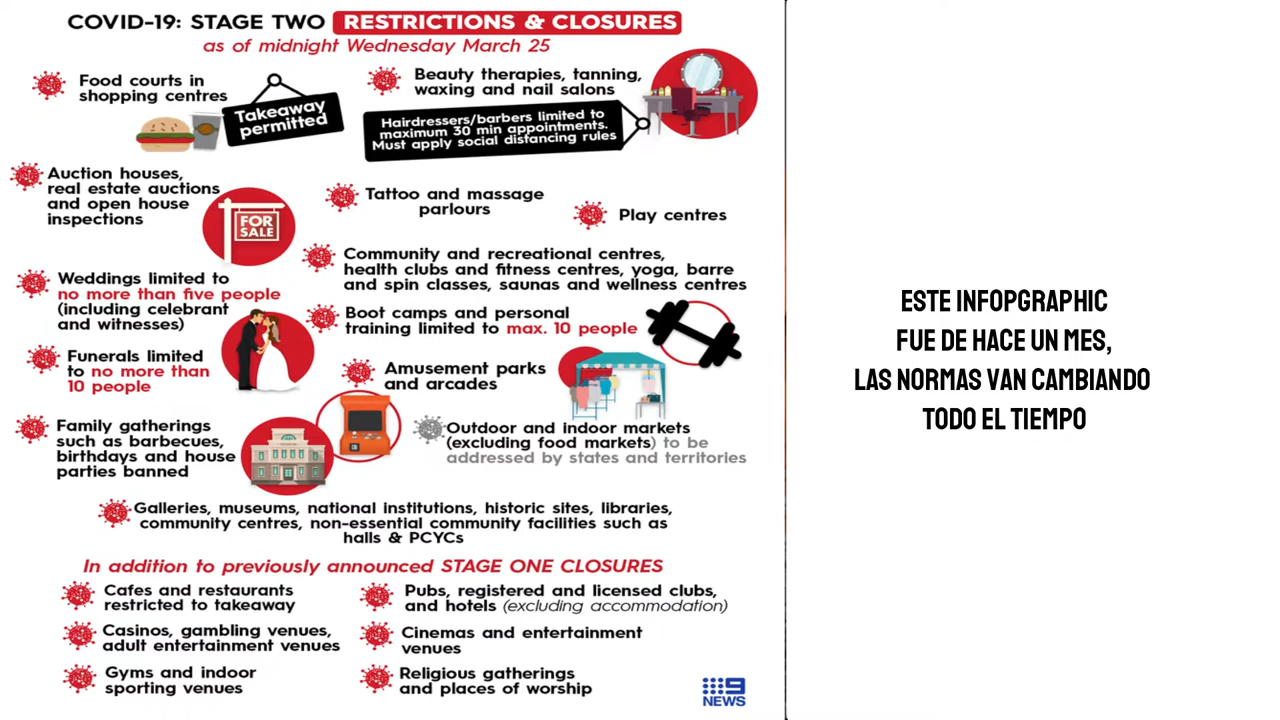 COVID-19: STAGE TWO RESTRICTIONS & CLOSURES
as of midnight Wednesday March 25
Food courts in
shopping centres
Takeaway
permitted
Beauty therapies, tanning,
waxing and nail salons
Hairdressers/barbers limited to
maximum 30 min appointments.
Must apply social distancing rules
Auction houses,
real estate auctions
and open house
inspections
FOR
SALE
Tattoo and massage
parlours
Play centres
Community and recreational centres,
health clubs and fitness centres, yoga, barre
and spin classes, saunas and wellness centres
Weddings limited to
no more than five people
(including celebrant
and witnesses)
Boot camps and personal
training limited to max. 10 people
Funerals limited
to no more than
10 people
Amusement parks
and arcades
Family gatherings
such as barbecues,
birthdays and house
parties banned
Outdoor and indoor markets
(excluding food markets) to be
addressed by states and territories
Galleries, museums, national institutions, historic sites, libraries,
community centres, non-essential community facilities such as
halls & PCYCs
In addition to previously announced STAGE ONE CLOSURES
Cafes and restaurants
restricted to takeaway
Pubs, registered and licensed clubs,
and hotels (excluding accommodation)
Casinos, gambling venues,
adult entertainment venues
Cinemas and entertainment
venues
Gyms and indoor
sporting venues
Religious gatherings
and places of worship
9
NEWS
ESTE INFOPGRAPHIC
FUE DE HACE UN MES,
LAS NORMAS VAN CAMBIANDO
TODO EL TIEMPO